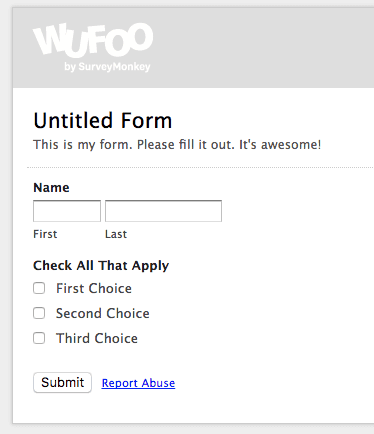 WUFOO
by SurveyMonkey
Untitled Form
This is my form. Please fill it out. It's awesome!
Name
First Last
Check All That Apply
First Choice
Second Choice
Third Choice
Submit Report Abuse